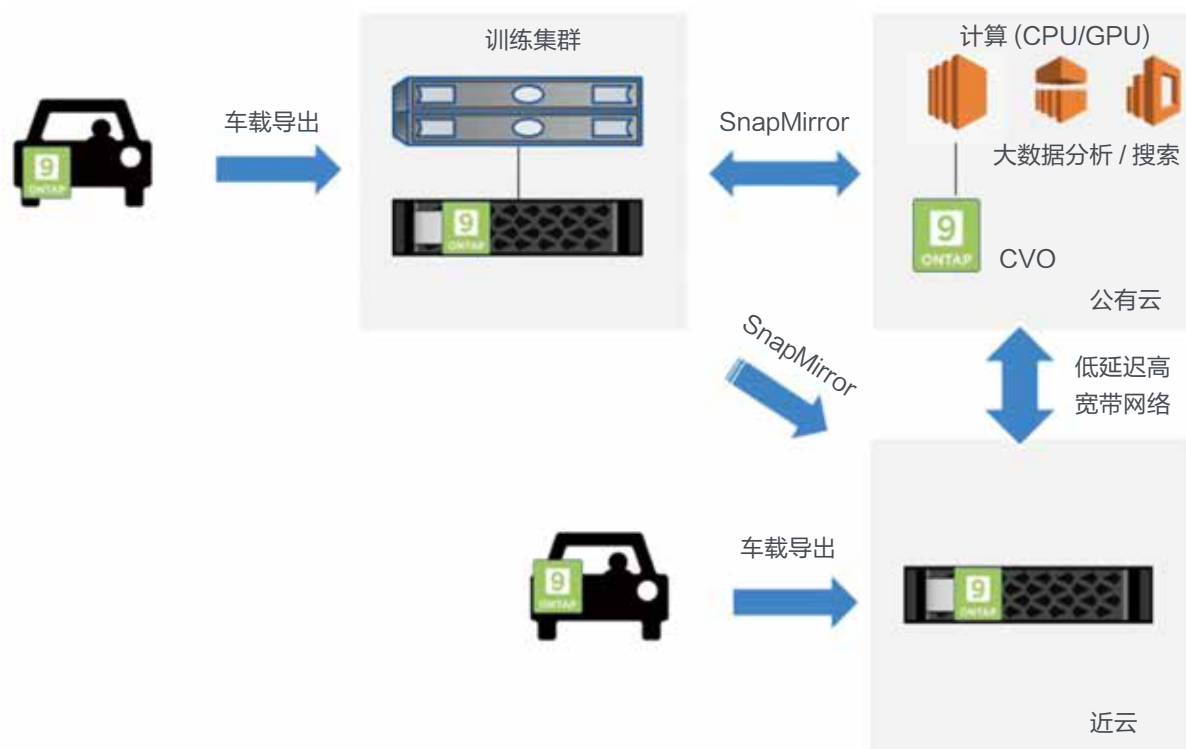 训练集群
计算 (CPU/GPU)
车载导出
SnapMirror
大数据分析 / 搜索
9
ONTAP
9
ONTAP
9
ONTAP
CVO
公有云
SnapMirror
低延迟高
宽带网络
车载导出
9
ONTAP
9
ONTAP
近云